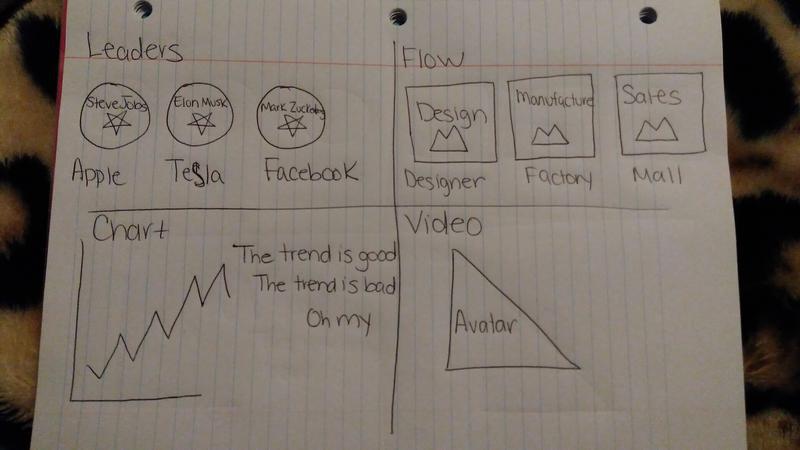 Leaders
Steve Jobs
Elon Musk
Mark Zuckerberg
Apple
Tesla
Facebook
Flow
Design
Manufacture
Sales
Designer
Factory
Mall
Chart
The trend is good
The trend is bad
Oh my
Video
Avatar